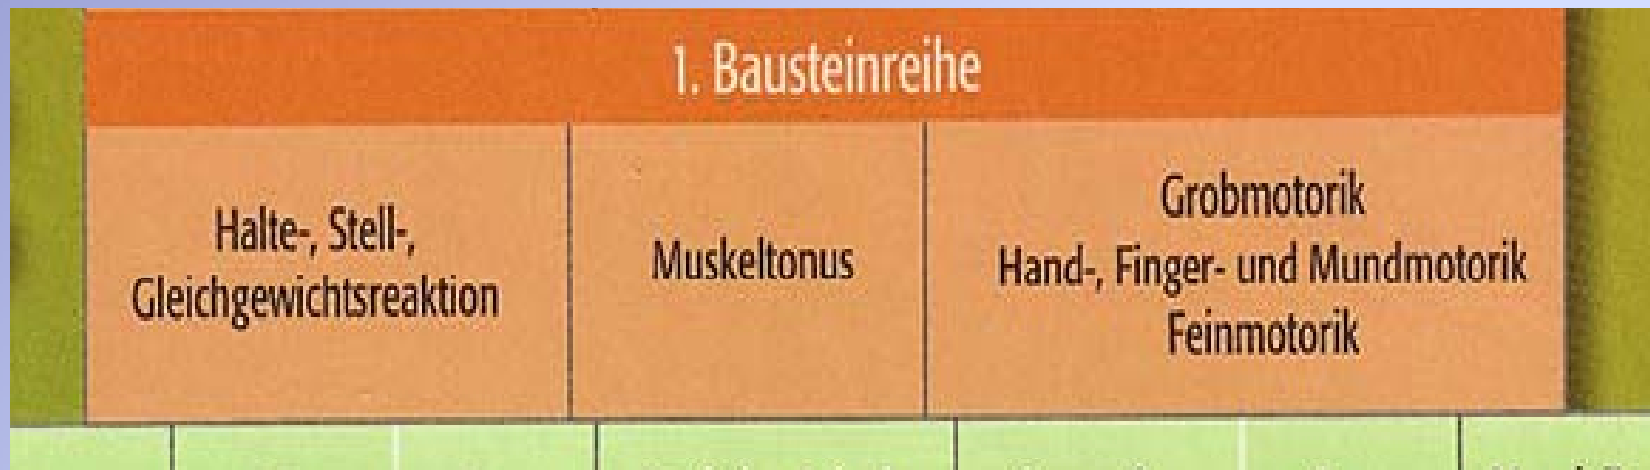 1. Bausteinreihe
Halte-, Stell-,
Gleichgewichtsreaktion
Muskeltonus
Grobmotorik
Hand-, Finger- und Mundmotorik
Feinmotorik